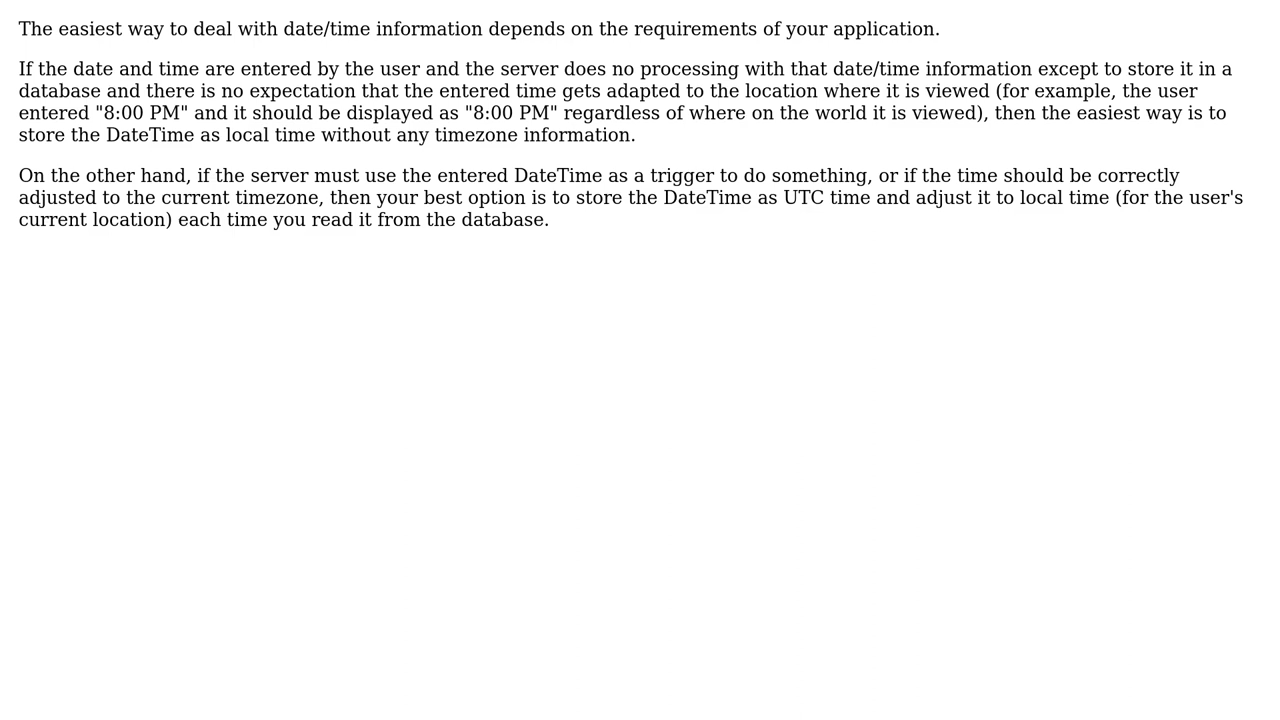 The easiest way to deal with date/time information depends on the requirements of your application.
If the date and time are entered by the user and the server does no processing with that date/time information except to store it in a
database and there is no expectation that the entered time gets adapted to the location where it is viewed (for example, the user
entered "8:00 PM" and it should be displayed as "8:00 PM" regardless of where on the world it is viewed), then the easiest way is to
store the DateTime as local time without any timezone information.
On the other hand, if the server must use the entered DateTime as a trigger to do something, or if the time should be correctly
adjusted to the current timezone, then your best option is to store the DateTime as UTC time and adjust it to local time (for the user's
current location) each time you read it from the database.